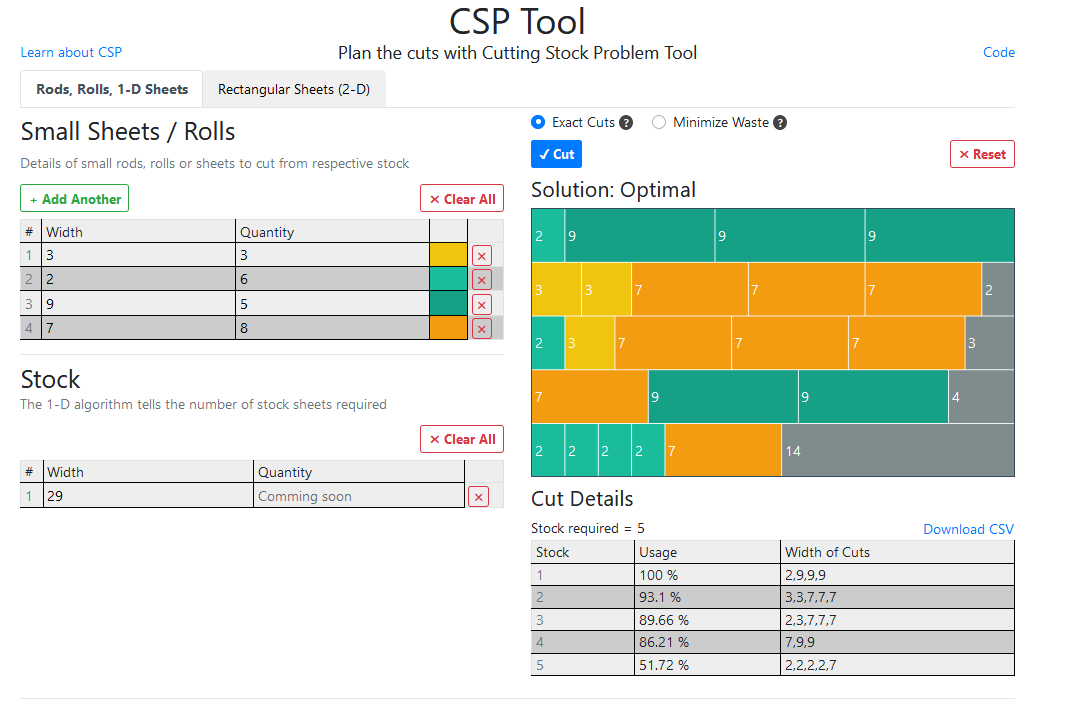 CSP Tool
Learn about CSP
Plan the cuts with Cutting Stock Problem Tool
Code
Rods, Rolls, 1-D Sheets
Rectangular Sheets (2-D)
Small Sheets / Rolls
Details of small rods, rolls or sheets to cut from respective stock
+ Add Another
× Clear All
# Width Quantity
1 3 3 ×
2 2 6 ×
3 9 5 ×
4 7 8 ×
Stock
The 1-D algorithm tells the number of stock sheets required
× Clear All
# Width Quantity
1 29 Comming soon ×
Exact Cuts ?
Minimize Waste ?
✓ Cut
× Reset
Solution: Optimal
2 9 9 9
3 3 7 7 7 2
2 3 7 7 7 3
7 9 9 4
2 2 2 2 7 14
Cut Details
Stock required = 5
Download CSV
Stock Usage Width of Cuts
1 100 % 2,9,9,9
2 93.1 % 3,3,7,7,7
3 89.66 % 2,3,7,7,7
4 86.21 % 7,9,9
5 51.72 % 2,2,2,2,7